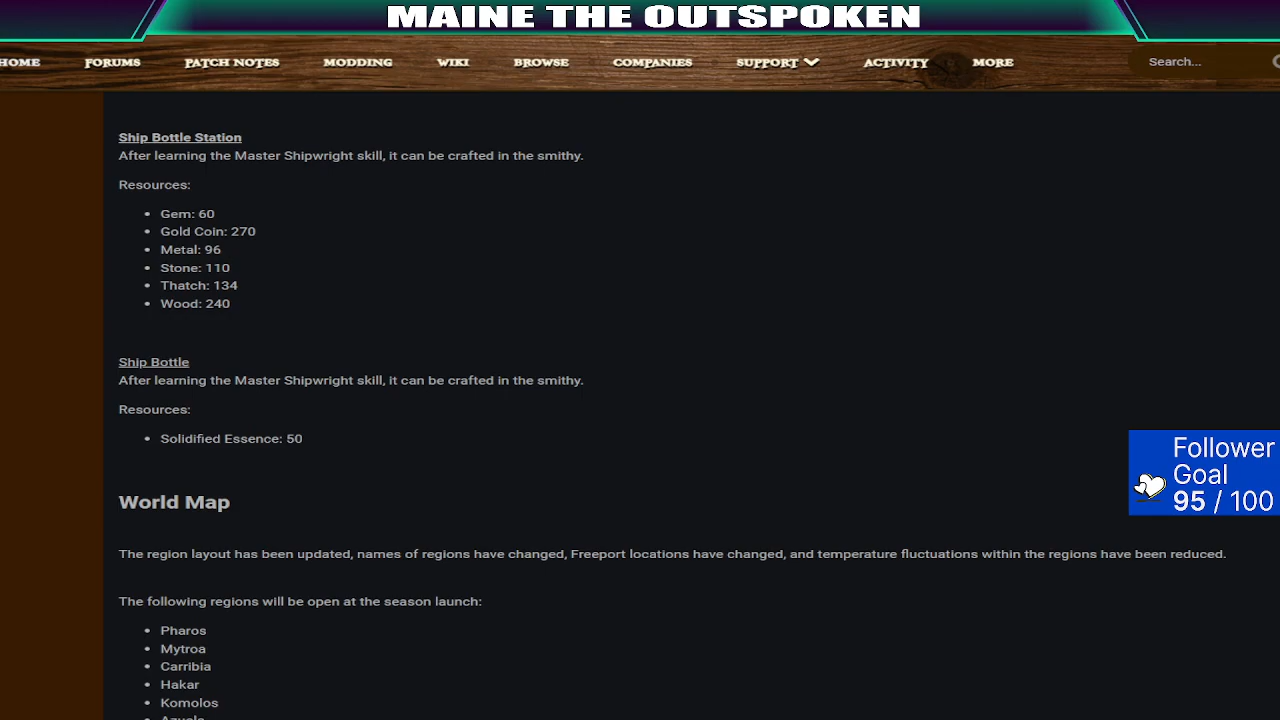 MAINE THE OUTSPOKEN
HOME FORUMS PATCH NOTES MODDING WIKI BROWSE COMPANIES SUPPORT ACTIVITY MORE Search...
Ship Bottle Station
After learning the Master Shipwright skill, it can be crafted in the smithy.
Resources:
• Gem: 60
• Gold Coin: 270
• Metal: 96
• Stone: 110
• Thatch: 134
• Wood: 240
Ship Bottle
After learning the Master Shipwright skill, it can be crafted in the smithy.
Resources:
• Solidified Essence: 50
Follower
Goal
95 / 100
World Map
The region layout has been updated, names of regions have changed, Freeport locations have changed, and temperature fluctuations within the regions have been reduced.
The following regions will be open at the season launch:
• Pharos
• Mytroa
• Carribia
• Hakar
• Komolos